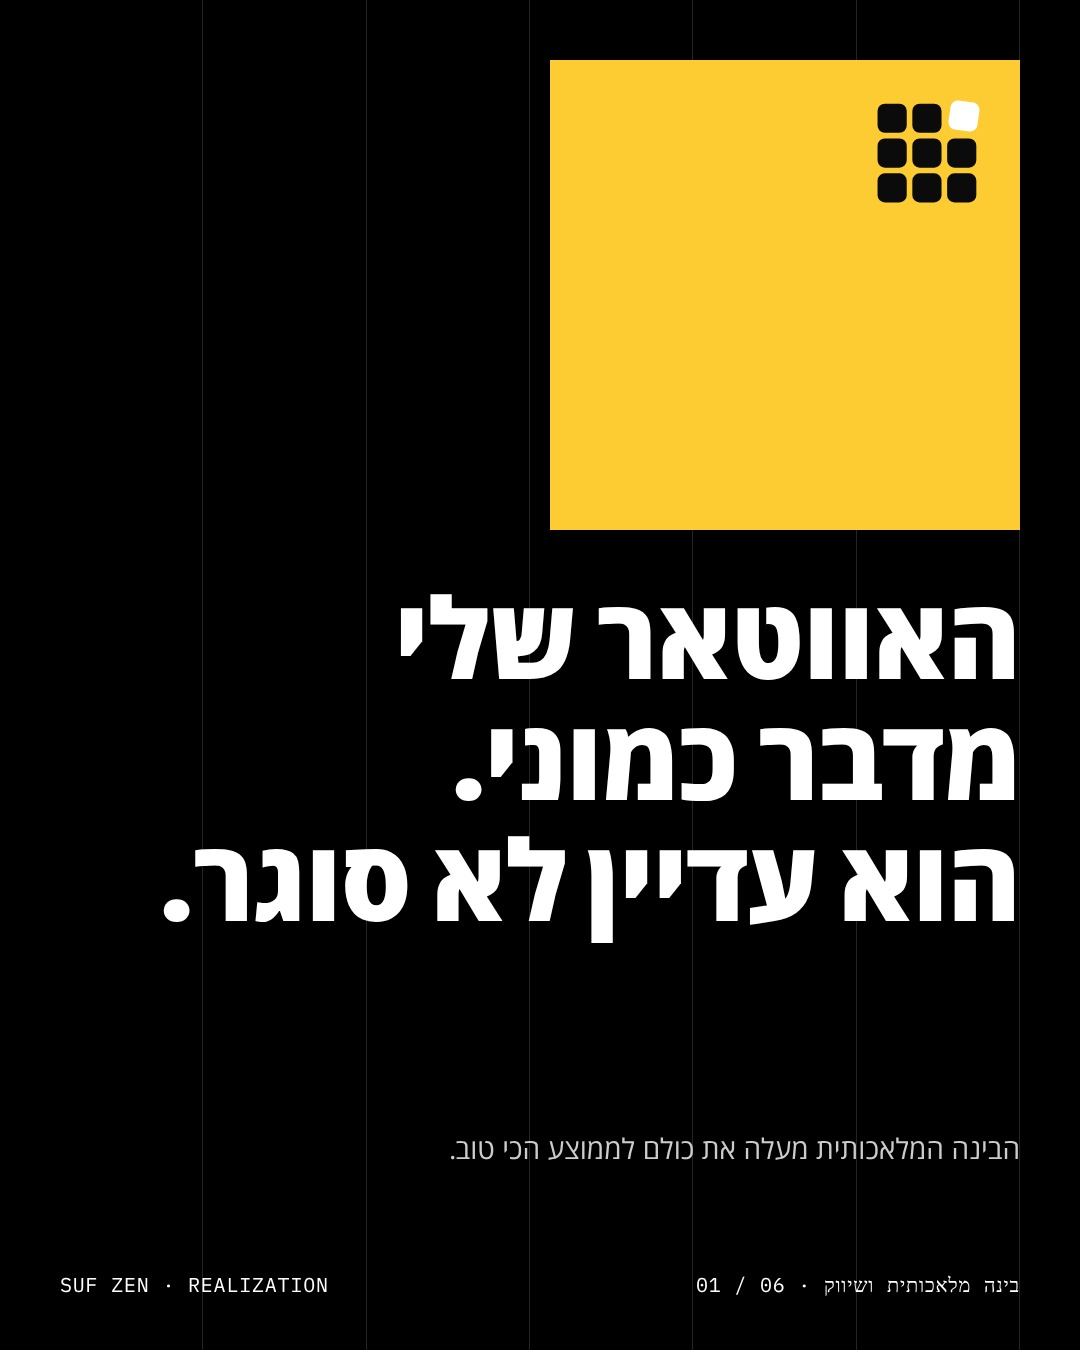 האווטאר שלי
מדבר כמוני.
הוא עדיין לא סוגר.
הבינה המלאכותית מעלה את כולם לממוצע הכי טוב.
בינה מלאכותית ושיווק · 01 / 06
SUF ZEN · REALIZATION